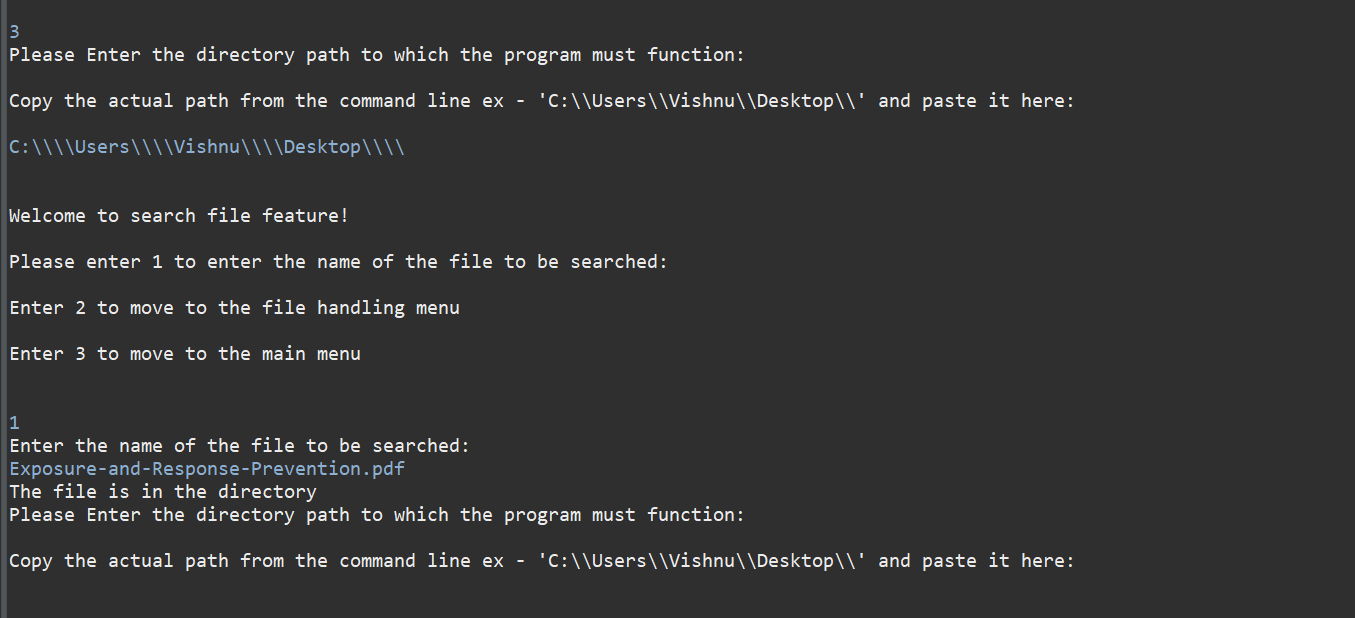 3
Please Enter the directory path to which the program must function:
Copy the actual path from the command line ex - 'C:\\Users\\Vishnu\\Desktop\\' and paste it here:
C:\\\\Users\\\\Vishnu\\\\Desktop\\\\
Welcome to search file feature!
Please enter 1 to enter the name of the file to be searched:
Enter 2 to move to the file handling menu
Enter 3 to move to the main menu
1
Enter the name of the file to be searched:
Exposure-and-Response-Prevention.pdf
The file is in the directory
Please Enter the directory path to which the program must function:
Copy the actual path from the command line ex - 'C:\\Users\\Vishnu\\Desktop\\' and paste it here: